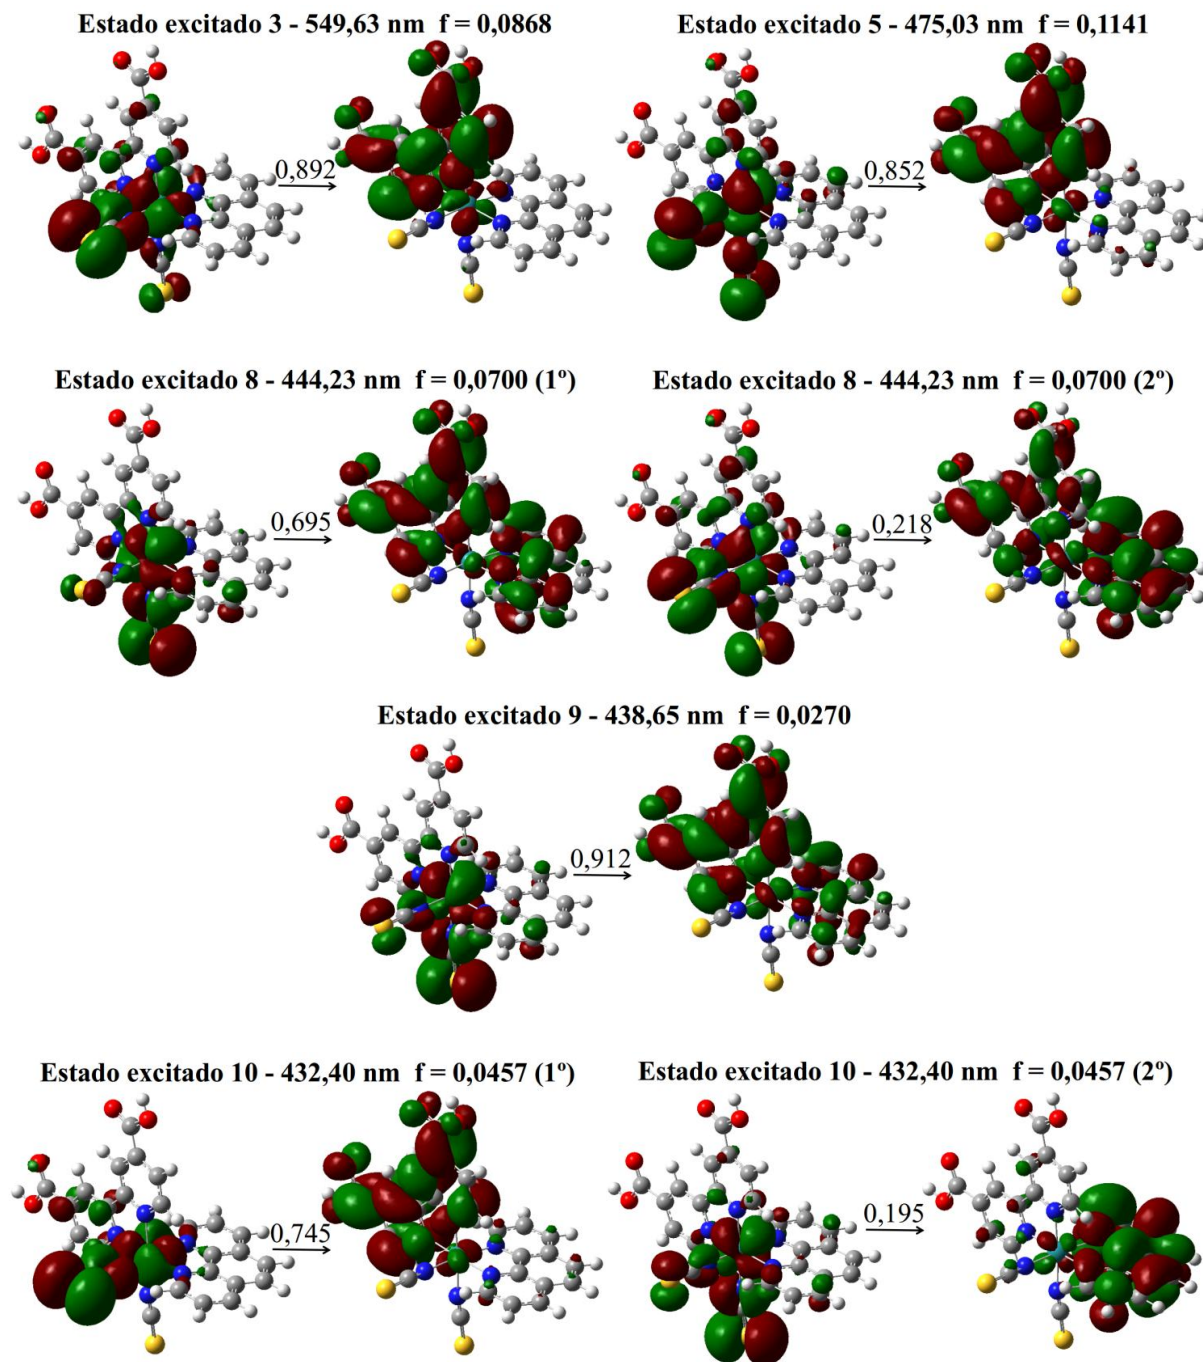 Estado excitado 3 - 549,63 nm f = 0,0868
Estado excitado 5 - 475,03 nm f = 0,1141
0,892
0,852
Estado excitado 8 - 444,23 nm f = 0,0700 (1º)
Estado excitado 8 - 444,23 nm f = 0,0700 (2º)
0,695
0,218
Estado excitado 9 - 438,65 nm f = 0,0270
0,912
Estado excitado 10 - 432,40 nm f = 0,0457 (1º)
Estado excitado 10 - 432,40 nm f = 0,0457 (2º)
0,745
0,195